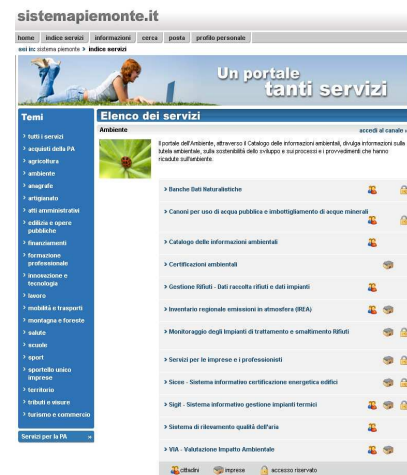 sistemapiemonte.it
home indice servizi informazioni cerca posta profilo personale
sei in: sistema piemonte > indice servizi
Un portale
tanti servizi
Temi
> tutti i servizi
> acquisti della PA
> agricoltura
> ambiente
> anagrafe
> artigianato
> atti amministrativi
> edilizia e opere
pubbliche
> finanziamenti
> formazione
professionale
> innovazione e
tecnologia
> lavoro
> mobilità e trasporti
> montagna e foreste
> salute
> scuole
> sport
> sportello unico
imprese
> territorio
> tributi e visure
> turismo e commercio
Servizi per la PA »
Elenco dei servizi
Ambiente accedi al canale »
Il portale dell'Ambiente, attraverso il Catalogo delle informazioni ambientali, divulga informazioni sulla
tutela ambientale, sulla sostenibilità dello sviluppo e sui processi e i provvedimenti che hanno
ricadute sull'ambiente.
> Banche Dati Naturalistiche
> Canoni per uso di acqua pubblica e imbottigliamento di acque minerali
> Catalogo delle informazioni ambientali
> Certificazioni ambientali
> Gestione Rifiuti - Dati raccolta rifiuti e dati impianti
> Inventario regionale emissioni in atmosfera (IREA)
> Monitoraggio degli Impianti di trattamento e smaltimento Rifiuti
> Servizi per le imprese e i professionisti
> Sicee - Sistema informativo certificazione energetica edifici
> Sigit - Sistema informativo gestione impianti termici
> Sistema di rilevamento qualità dell'aria
> VIA - Valutazione Impatto Ambientale
cittadini imprese accesso riservato